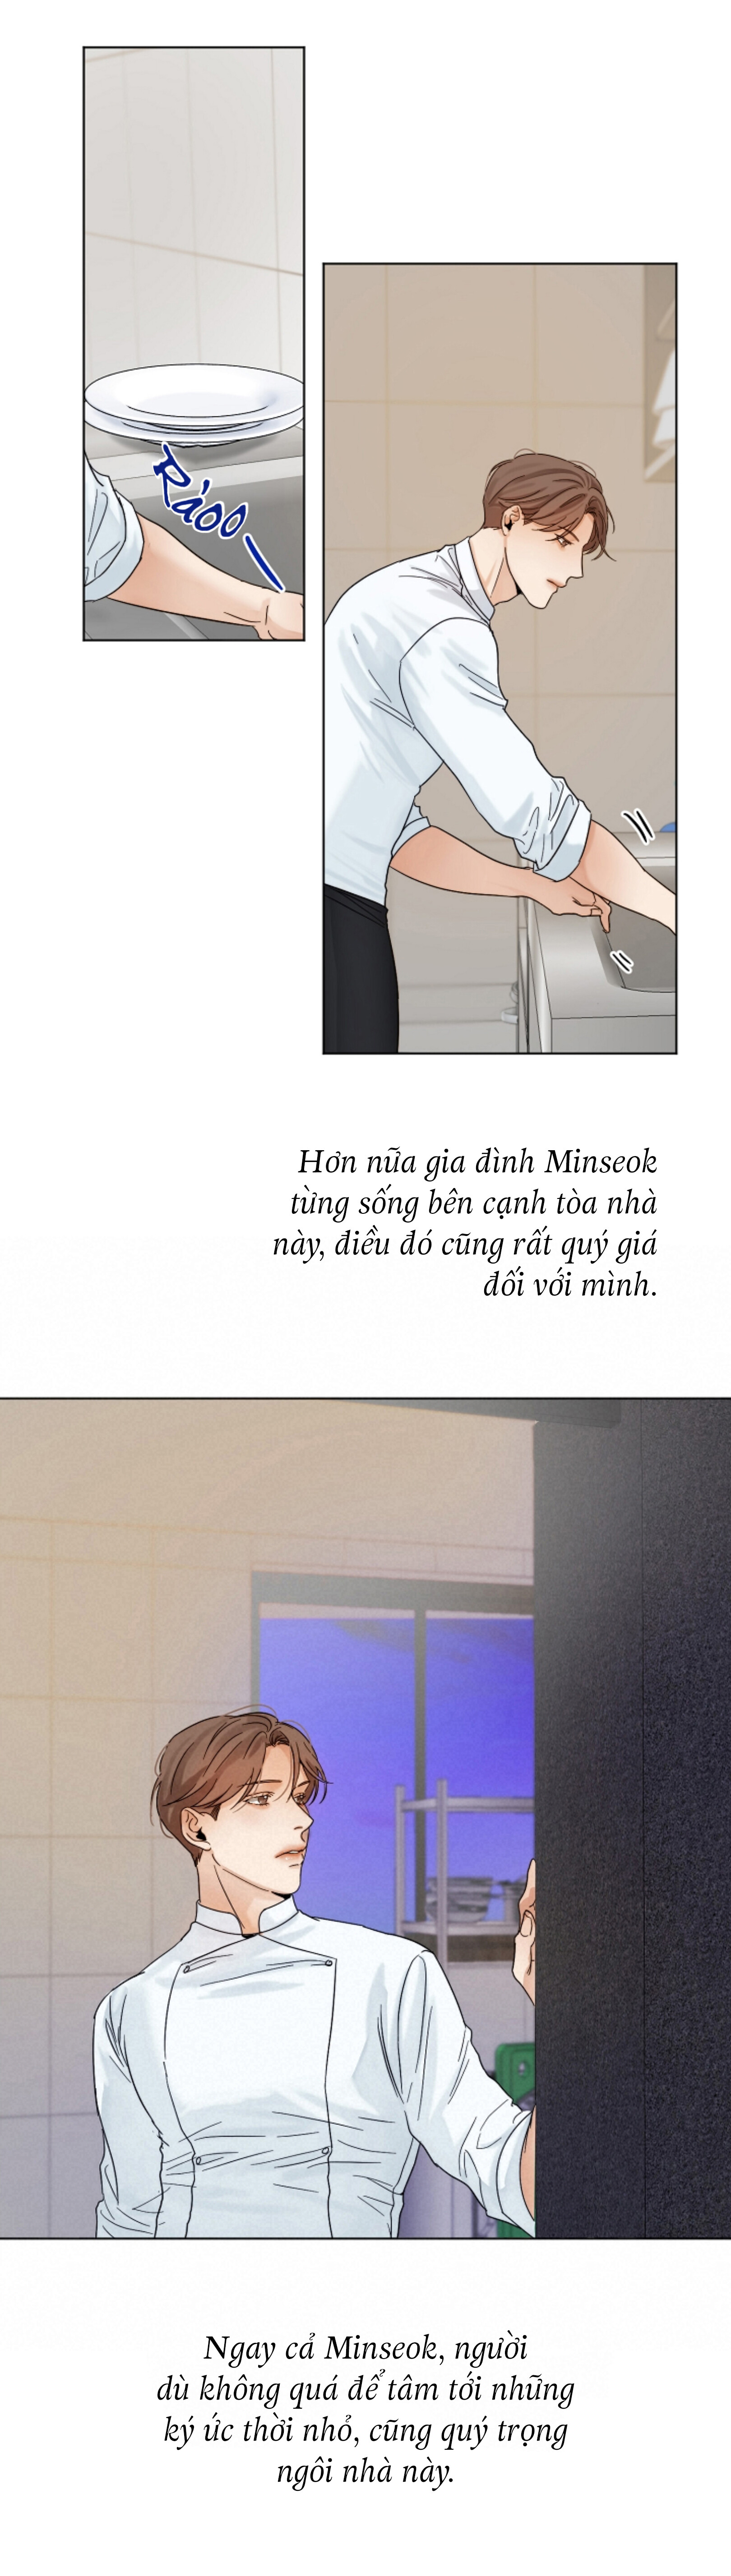 Ràoo
Hơn nữa gia đình Minseok
từng sống bên cạnh tòa nhà
này, điều đó cũng rất quý giá
đối với mình.
Ngay cả Minseok, người
dù không quá để tâm tới những
ký ức thời nhỏ, cũng quý trọng
ngôi nhà này.